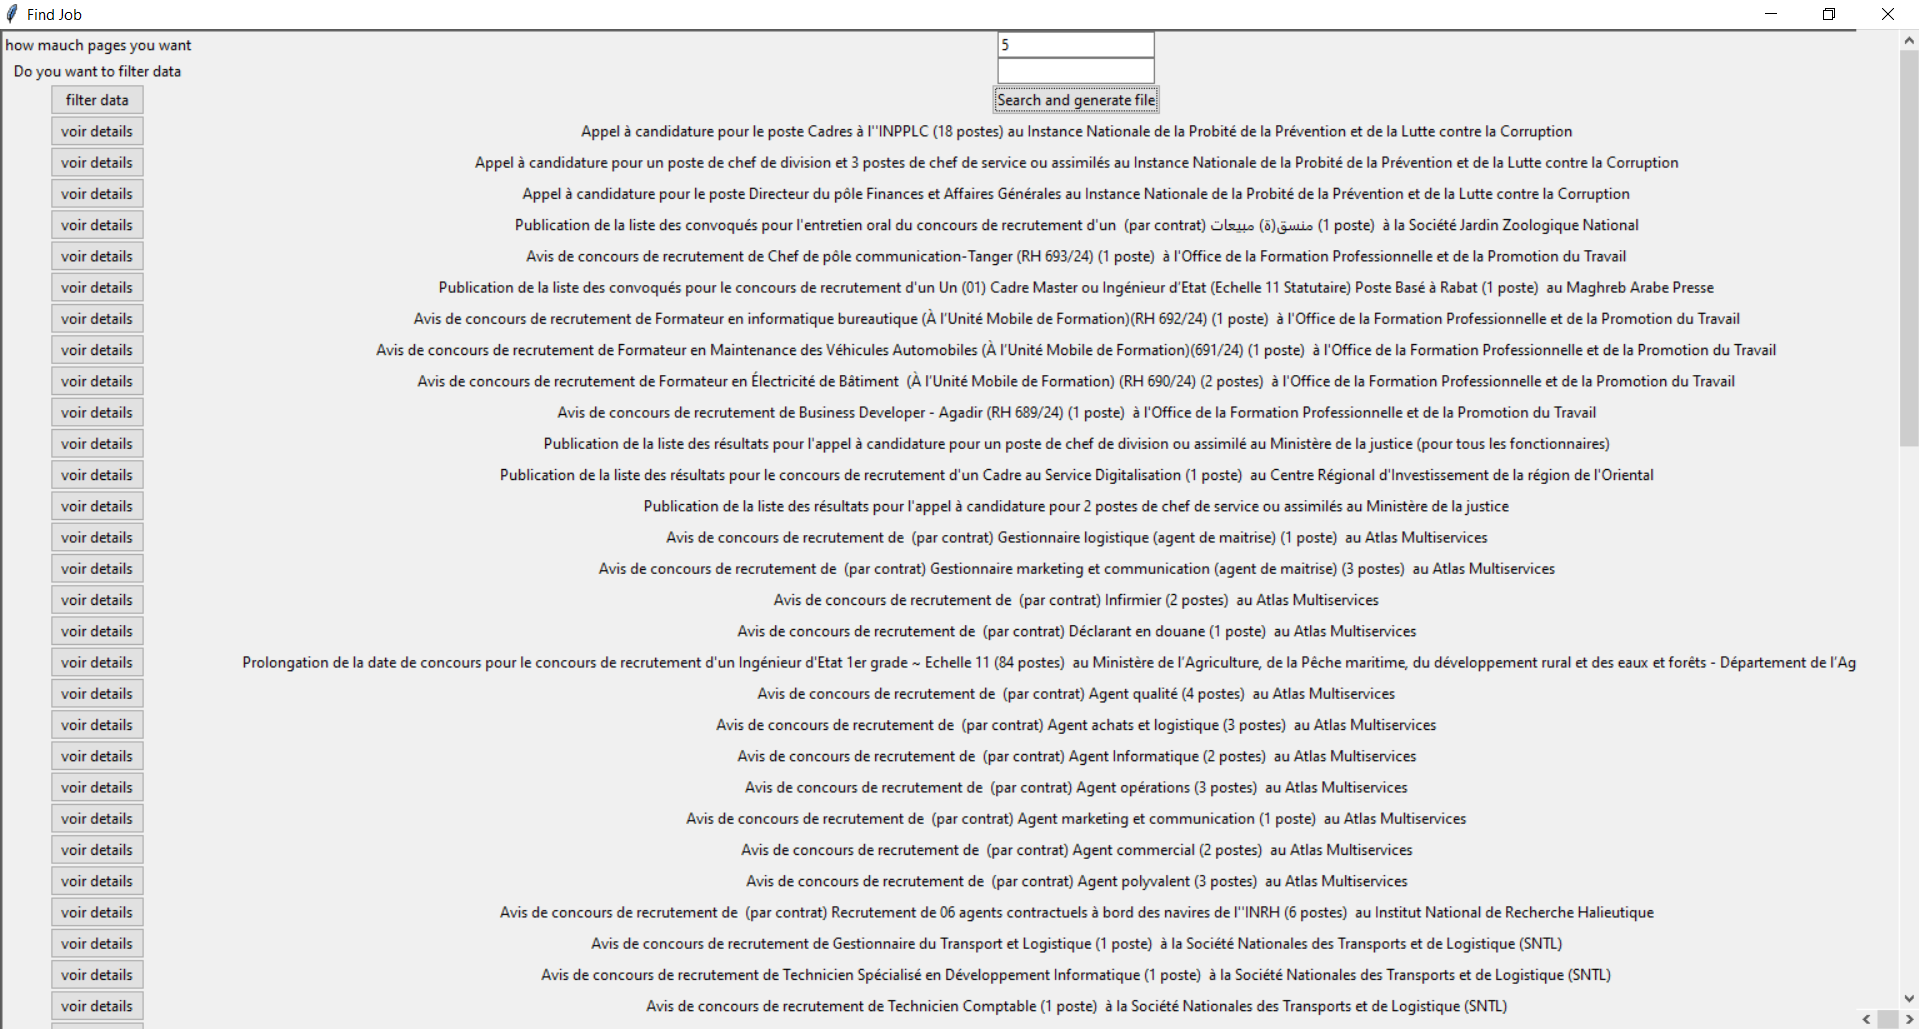 Find Job
how mauch pages you want 5
Do you want to filter data
filter data Search and generate file
voir details Appel à candidature pour le poste Cadres à l''INPPLC (18 postes) au Instance Nationale de la Probité de la Prévention et de la Lutte contre la Corruption
voir details Appel à candidature pour un poste de chef de division et 3 postes de chef de service ou assimilés au Instance Nationale de la Probité de la Prévention et de la Lutte contre la Corruption
voir details Appel à candidature pour le poste Directeur du pôle Finances et Affaires Générales au Instance Nationale de la Probité de la Prévention et de la Lutte contre la Corruption
voir details Publication de la liste des convoqués pour l'entretien oral du concours de recrutement d'un (par contrat) منسق(ة) مبيعات (1 poste) à la Société Jardin Zoologique National
voir details Avis de concours de recrutement de Chef de pôle communication-Tanger (RH 693/24) (1 poste) à l'Office de la Formation Professionnelle et de la Promotion du Travail
voir details Publication de la liste des convoqués pour le concours de recrutement d'un Un (01) Cadre Master ou Ingénieur d’Etat (Echelle 11 Statutaire) Poste Basé à Rabat (1 poste) au Maghreb Arabe Presse
voir details Avis de concours de recrutement de Formateur en informatique bureautique (À l’Unité Mobile de Formation)(RH 692/24) (1 poste) à l'Office de la Formation Professionnelle et de la Promotion du Travail
voir details Avis de concours de recrutement de Formateur en Maintenance des Véhicules Automobiles (À l’Unité Mobile de Formation)(691/24) (1 poste) à l'Office de la Formation Professionnelle et de la Promotion du Travail
voir details Avis de concours de recrutement de Formateur en Électricité de Bâtiment (À l’Unité Mobile de Formation) (RH 690/24) (2 postes) à l'Office de la Formation Professionnelle et de la Promotion du Travail
voir details Avis de concours de recrutement de Business Developer - Agadir (RH 689/24) (1 poste) à l'Office de la Formation Professionnelle et de la Promotion du Travail
voir details Publication de la liste des résultats pour l'appel à candidature pour un poste de chef de division ou assimilé au Ministère de la justice (pour tous les fonctionnaires)
voir details Publication de la liste des résultats pour le concours de recrutement d'un Cadre au Service Digitalisation (1 poste) au Centre Régional d'Investissement de la région de l'Oriental
voir details Publication de la liste des résultats pour l'appel à candidature pour 2 postes de chef de service ou assimilés au Ministère de la justice
voir details Avis de concours de recrutement de (par contrat) Gestionnaire logistique (agent de maitrise) (1 poste) au Atlas Multiservices
voir details Avis de concours de recrutement de (par contrat) Gestionnaire marketing et communication (agent de maitrise) (3 postes) au Atlas Multiservices
voir details Avis de concours de recrutement de (par contrat) Infirmier (2 postes) au Atlas Multiservices
voir details Avis de concours de recrutement de (par contrat) Déclarant en douane (1 poste) au Atlas Multiservices
voir details Prolongation de la date de concours pour le concours de recrutement d'un Ingénieur d'Etat 1er grade ~ Echelle 11 (84 postes) au Ministère de l’Agriculture, de la Pêche maritime, du développement rural et des eaux et forêts - Département de l’Ag
voir details Avis de concours de recrutement de (par contrat) Agent qualité (4 postes) au Atlas Multiservices
voir details Avis de concours de recrutement de (par contrat) Agent achats et logistique (3 postes) au Atlas Multiservices
voir details Avis de concours de recrutement de (par contrat) Agent Informatique (2 postes) au Atlas Multiservices
voir details Avis de concours de recrutement de (par contrat) Agent opérations (3 postes) au Atlas Multiservices
voir details Avis de concours de recrutement de (par contrat) Agent marketing et communication (1 poste) au Atlas Multiservices
voir details Avis de concours de recrutement de (par contrat) Agent commercial (2 postes) au Atlas Multiservices
voir details Avis de concours de recrutement de (par contrat) Agent polyvalent (3 postes) au Atlas Multiservices
voir details Avis de concours de recrutement de (par contrat) Recrutement de 06 agents contractuels à bord des navires de l''INRH (6 postes) au Institut National de Recherche Halieutique
voir details Avis de concours de recrutement de Gestionnaire du Transport et Logistique (1 poste) à la Société Nationales des Transports et de Logistique (SNTL)
voir details Avis de concours de recrutement de Technicien Spécialisé en Développement Informatique (1 poste) à la Société Nationales des Transports et de Logistique (SNTL)
voir details Avis de concours de recrutement de Technicien Comptable (1 poste) à la Société Nationales des Transports et de Logistique (SNTL)